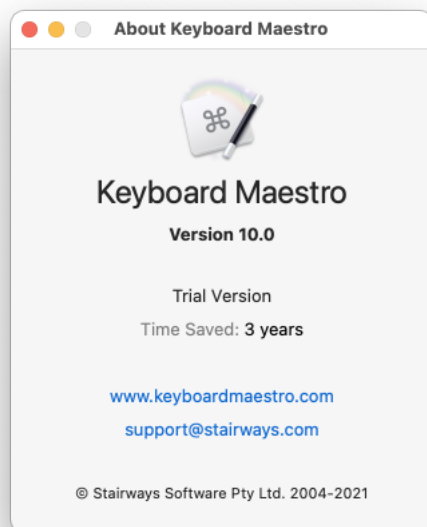 About Keyboard Maestro
Keyboard Maestro
Version 10.0
Trial Version
Time Saved: 3 years
www.keyboardmaestro.com
support@stairways.com
© Stairways Software Pty Ltd. 2004-2021